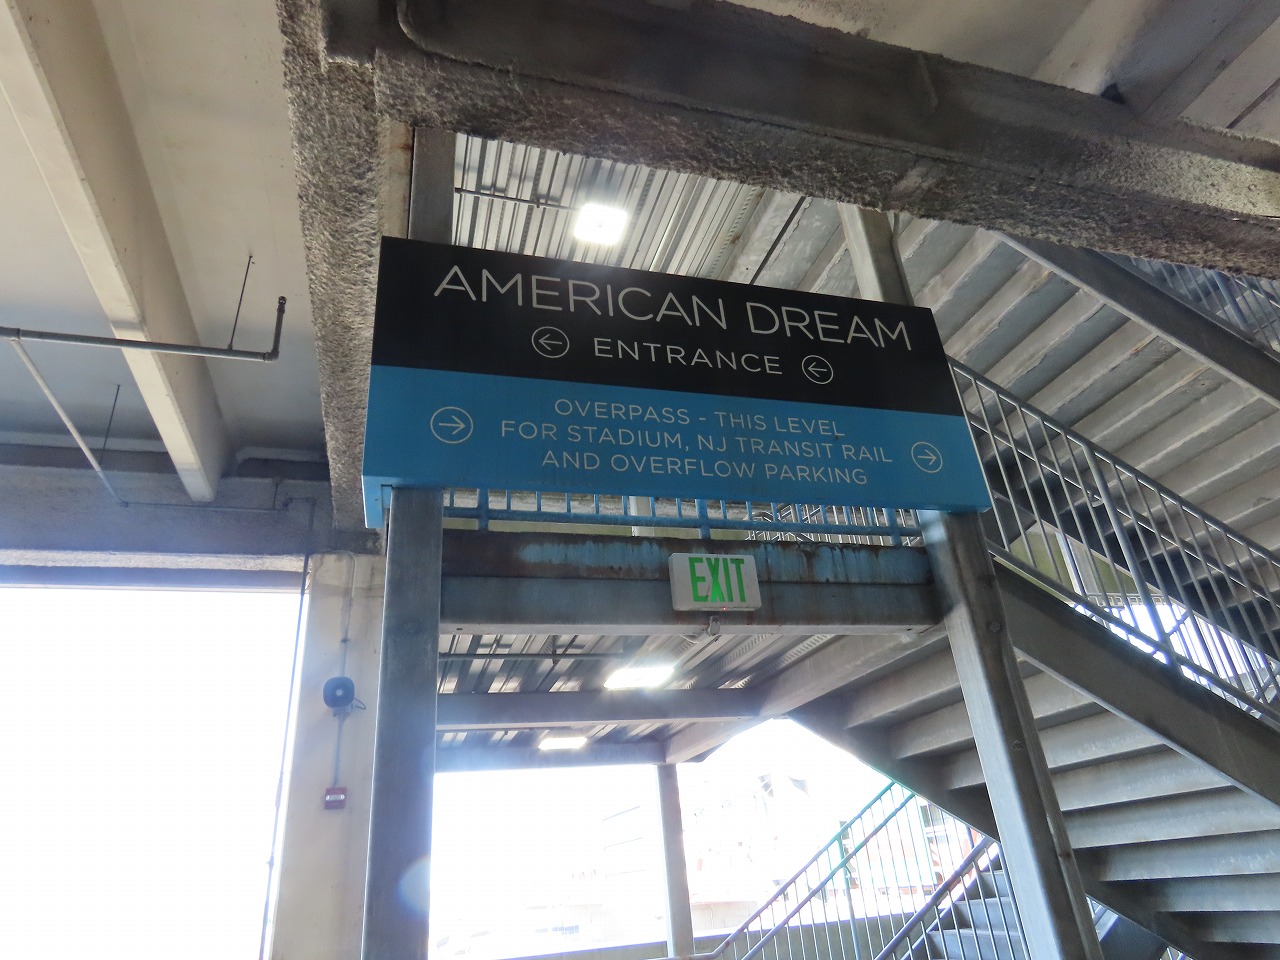 AMERICAN DREAM
← ENTRANCE ←
→ OVERPASS - THIS LEVEL
FOR STADIUM, NJ TRANSIT RAIL →
AND OVERFLOW PARKING
EXIT